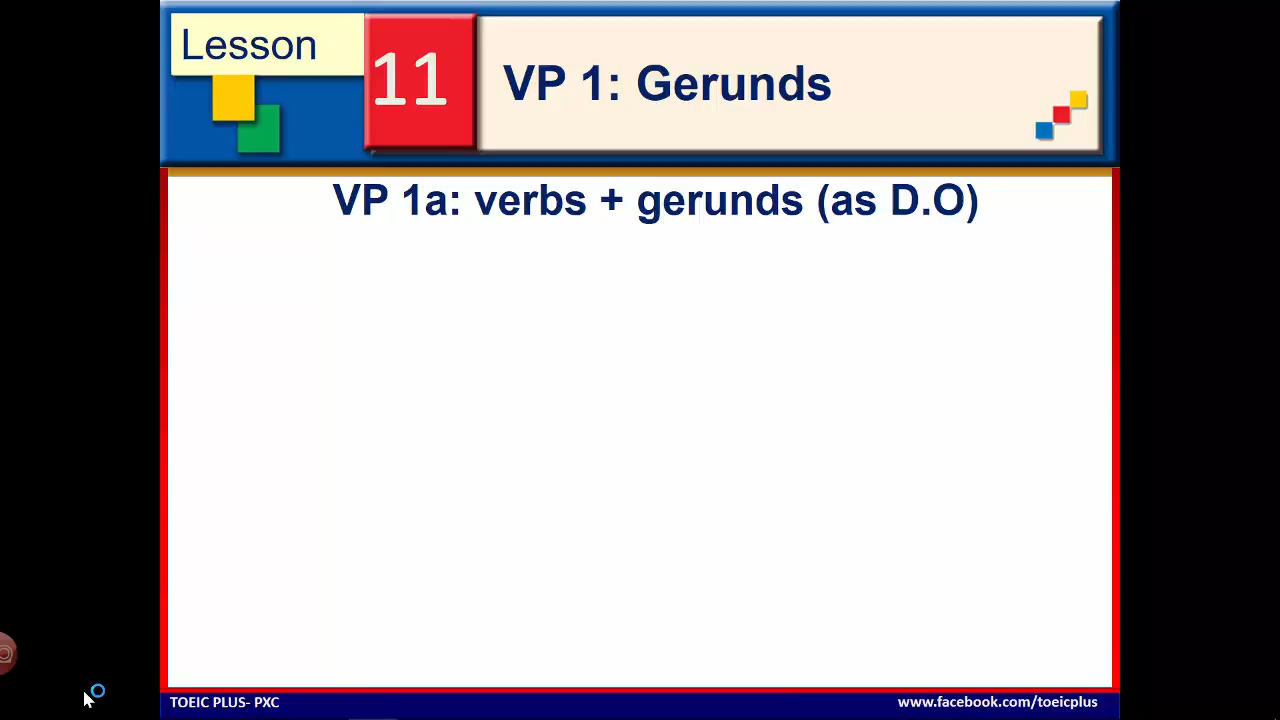 Lesson
11
VP 1: Gerunds
VP 1a: verbs + gerunds (as D.O)
TOEIC PLUS- PXC
www.facebook.com/toeicplus